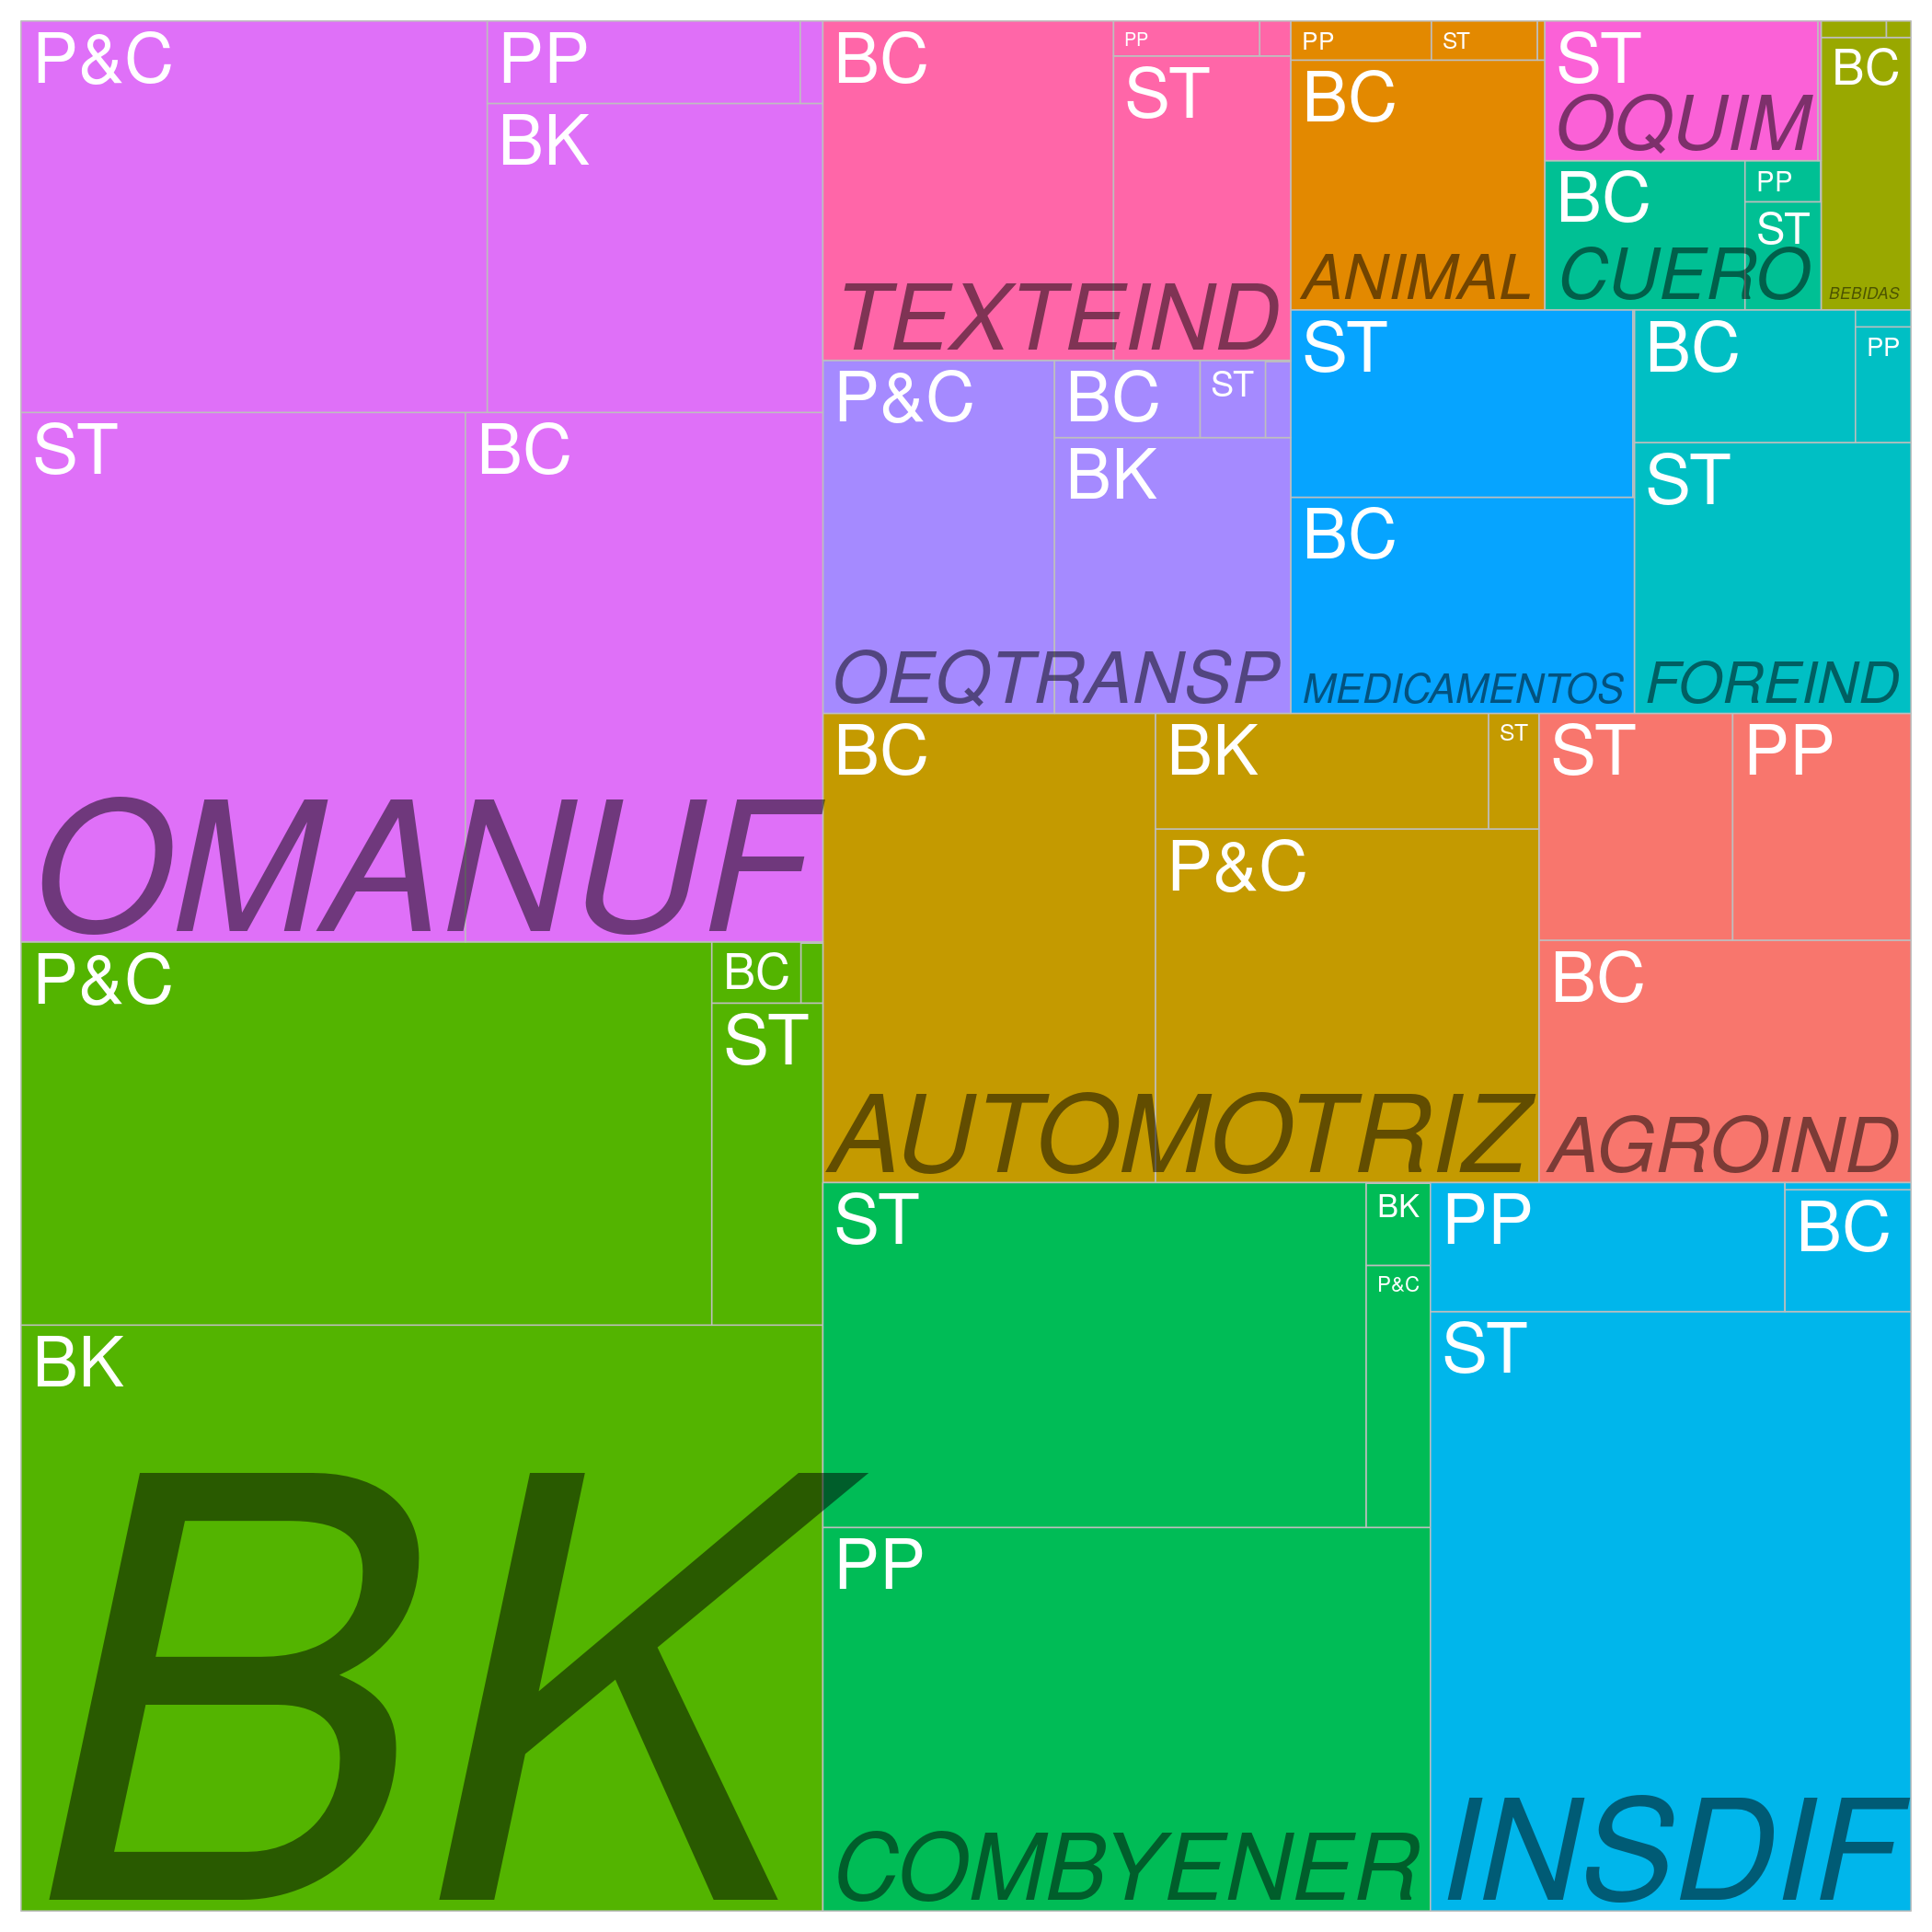 P&C
PP
BK
ST
BC
OMANUF
P&C
BC
ST
BK
BK
BC
PP
ST
TEXTEIND
P&C
BC
ST
BK
OEQTRANSP
PP
ST
BC
ANIMAL
ST
OQUIM
BC
PP
ST
CUERO
BC
BEBIDAS
ST
BC
MEDICAMENTOS
BC
PP
ST
FOREIND
BC
BK
ST
P&C
AUTOMOTRIZ
ST
PP
BC
AGROIND
ST
BK
P&C
PP
COMBYENER
PP
BC
ST
INSDIF